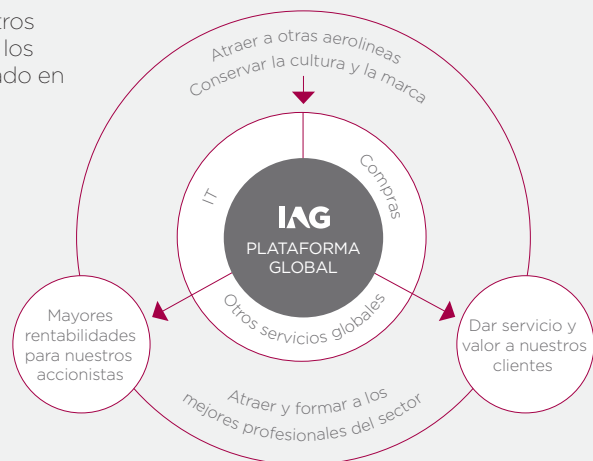 tros
los
ado en
Atraer a otras aerolineas
Conservar la cultura y la marca
IT
Compras
IAG
PLATAFORMA
GLOBAL
Otros servicios globales
Mayores
rentabilidades
para nuestros
accionistas
Dar servicio y
valor a nuestros
clientes
Atraer y formar a los
mejores profesionales del sector